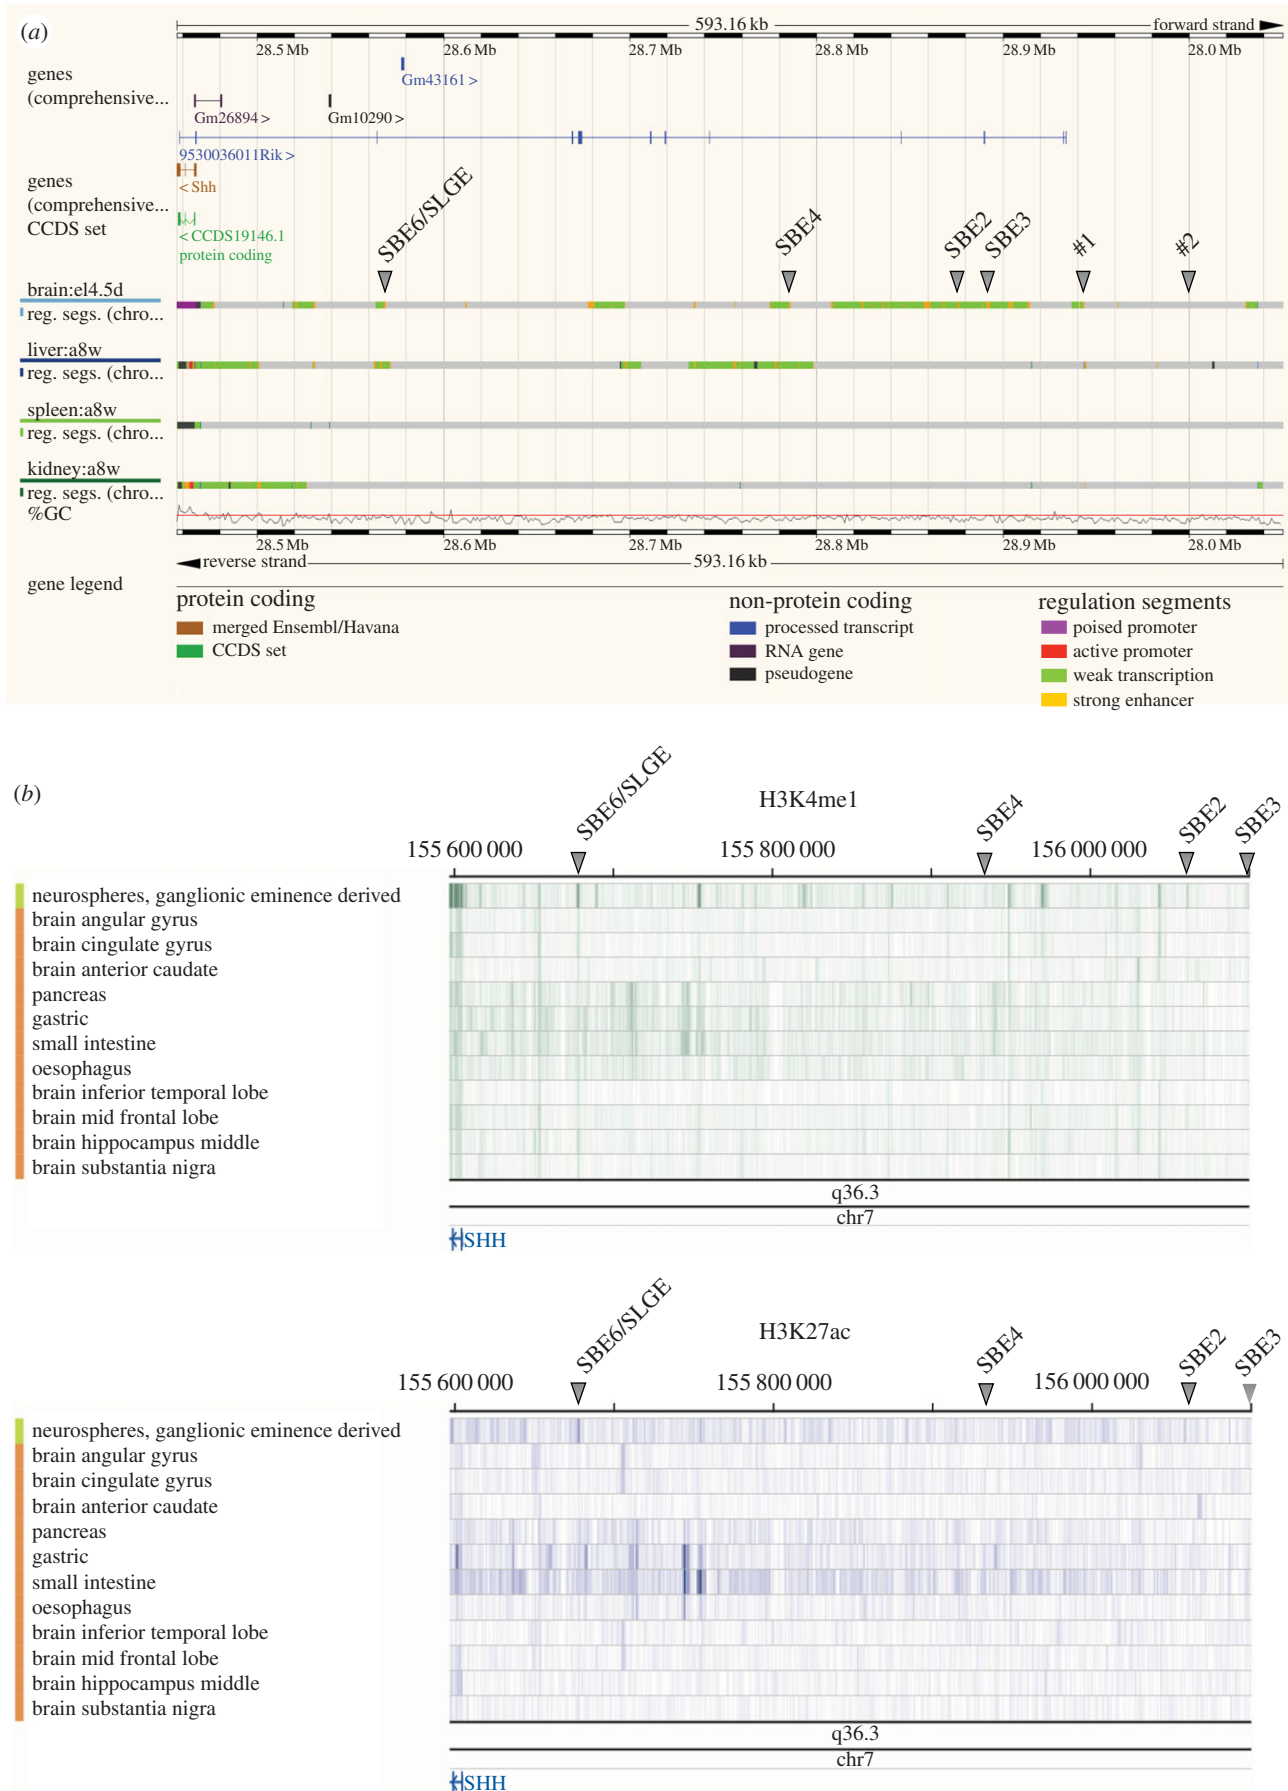 (a)
593.16 kb
forward strand
28.5 Mb 28.6 Mb 28.7 Mb 28.8 Mb 28.9 Mb 28.0 Mb
genes
(comprehensive...
Gm43161 >
Gm26894 >
Gm10290 >
9530036011Rik >
genes
(comprehensive...
< Shh
CCDS set
< CCDS19146.1
protein coding
SBE6/SLGE
SBE4
SBE2
SBE3
#1
#2
brain:el4.5d
reg. segs. (chro...
liver:a8w
reg. segs. (chro...
spleen:a8w
reg. segs. (chro...
kidney:a8w
reg. segs. (chro...
%GC
28.5 Mb 28.6 Mb 28.7 Mb 28.8 Mb 28.9 Mb 28.0 Mb
reverse strand
593.16 kb
gene legend
protein coding
merged Ensembl/Havana
CCDS set
non-protein coding
processed transcript
RNA gene
pseudogene
regulation segments
poised promoter
active promoter
weak transcription
strong enhancer
(b)
H3K4me1
SBE6/SLGE
SBE4
SBE2
SBE3
155 600 000 155 800 000 156 000 000
neurospheres, ganglionic eminence derived
brain angular gyrus
brain cingulate gyrus
brain anterior caudate
pancreas
gastric
small intestine
oesophagus
brain inferior temporal lobe
brain mid frontal lobe
brain hippocampus middle
brain substantia nigra
q36.3
chr7
SHH
H3K27ac
SBE6/SLGE
SBE4
SBE2
SBE3
155 600 000 155 800 000 156 000 000
neurospheres, ganglionic eminence derived
brain angular gyrus
brain cingulate gyrus
brain anterior caudate
pancreas
gastric
small intestine
oesophagus
brain inferior temporal lobe
brain mid frontal lobe
brain hippocampus middle
brain substantia nigra
q36.3
chr7
SHH